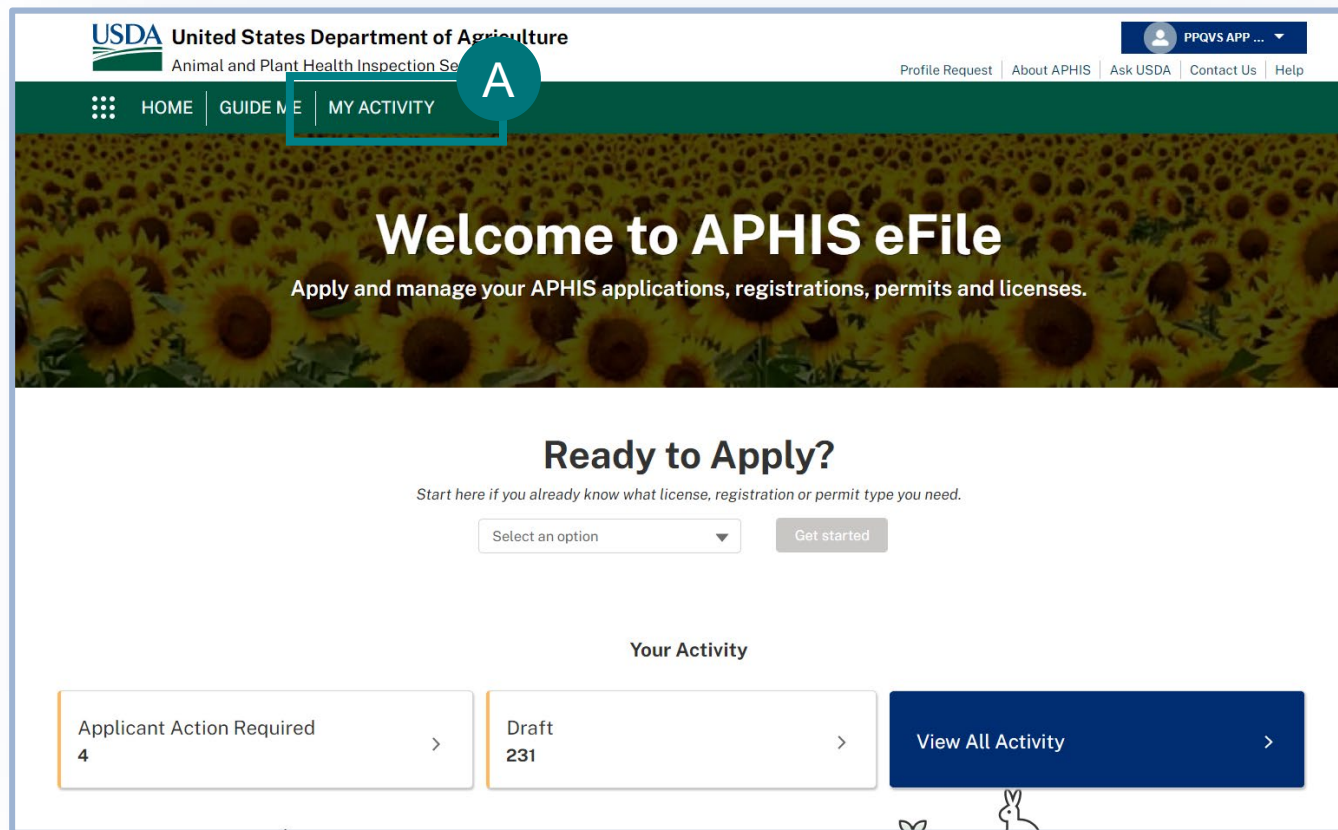 USDA United States Department of Agriculture
Animal and Plant Health Inspection Se
A
PPQVS APP ...
Profile Request | About APHIS | Ask USDA | Contact Us | Help
HOME | GUIDE ME | MY ACTIVITY
Welcome to APHIS eFile
Apply and manage your APHIS applications, registrations, permits and licenses.
Ready to Apply?
Start here if you already know what license, registration or permit type you need.
Select an option
Get started
Your Activity
Applicant Action Required
4
Draft
231
View All Activity